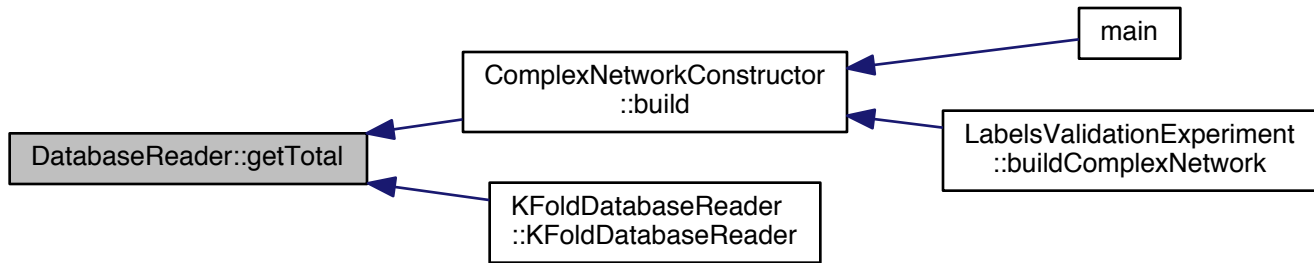 main
ComplexNetworkConstructor
::build
LabelsValidationExperiment
::buildComplexNetwork
DatabaseReader::getTotal
KFoldDatabaseReader
::KFoldDatabaseReader